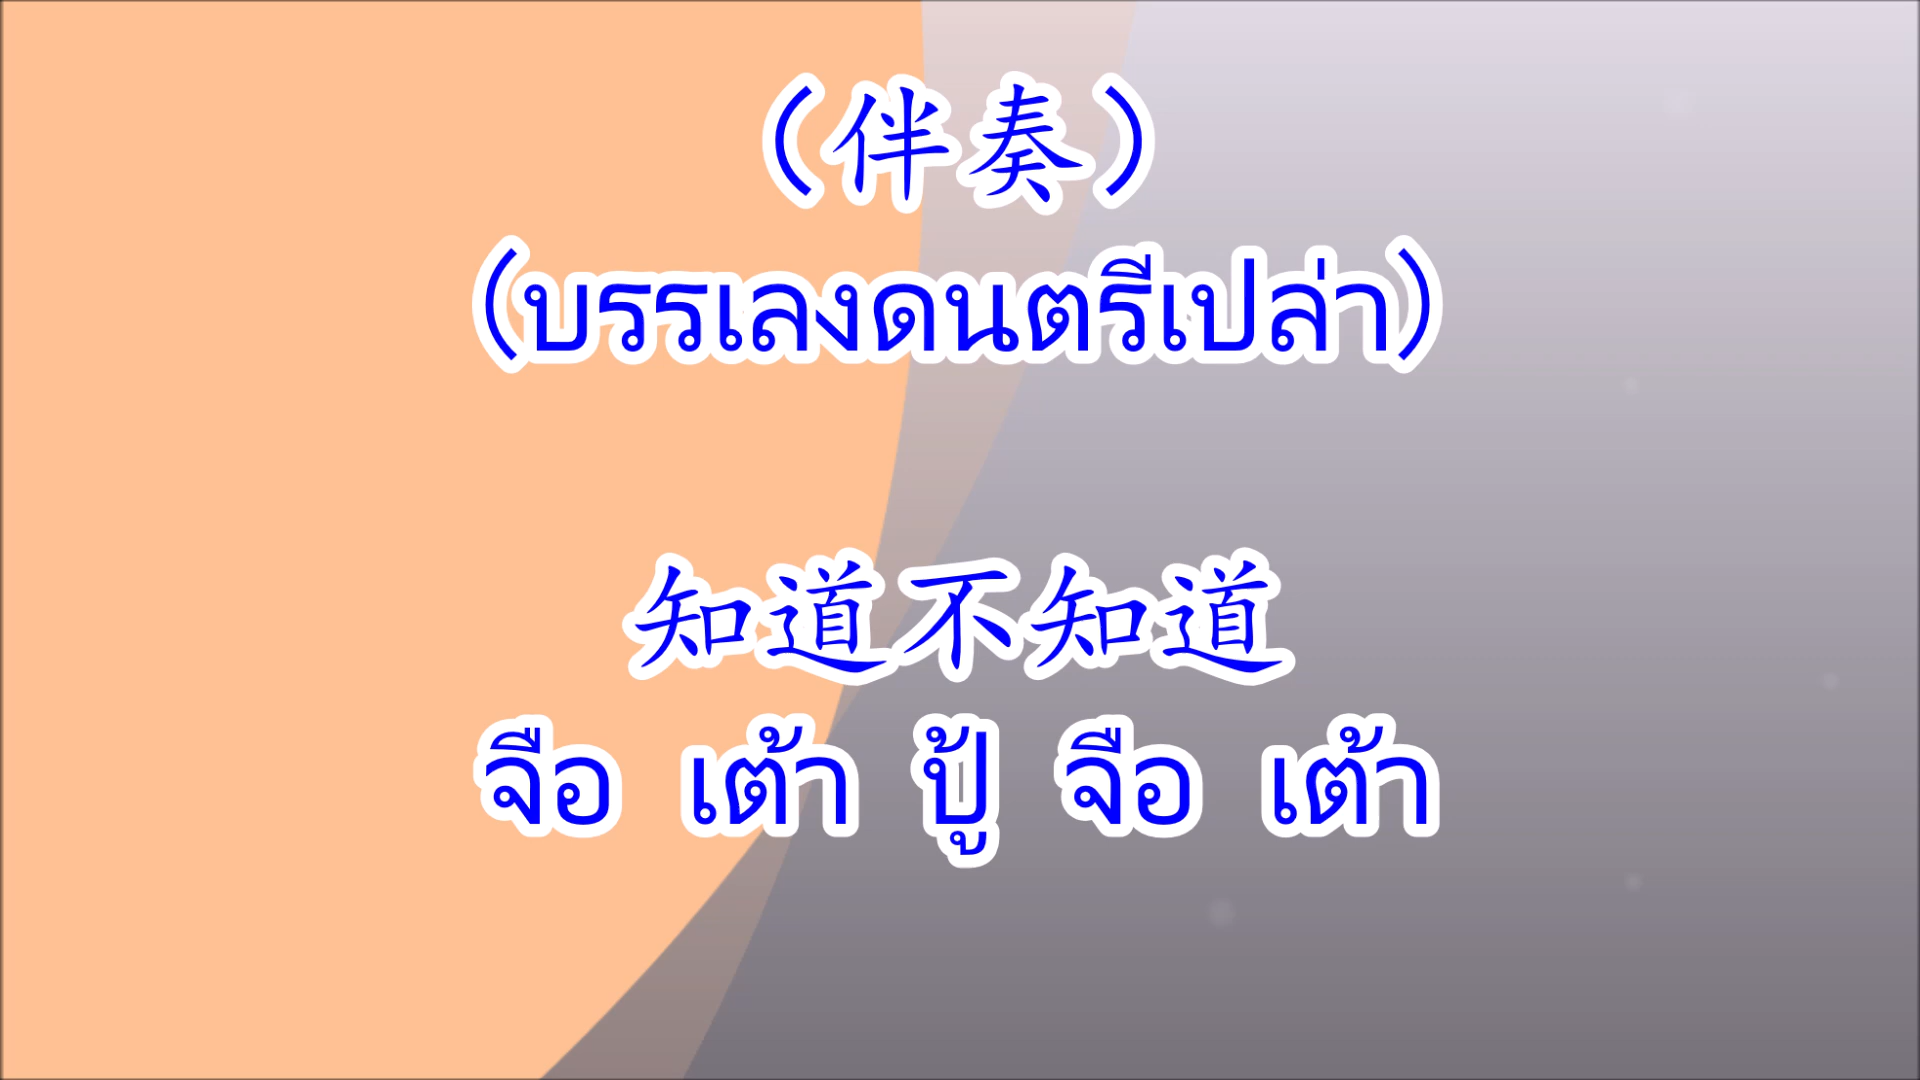 （伴奏）
(บรรเลงดนตรีเปล่า)
知道不知道
จือ เต้า ปู้ จือ เต้า